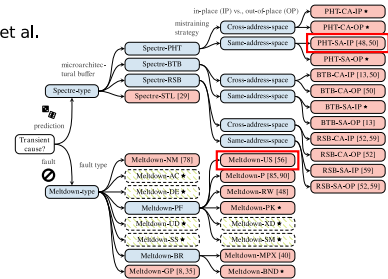 et al.
in-place (IP) vs., out-of-place (OP)
mistraining
strategy
microarchitec-
tural buffer
prediction
fault type
Transient
cause?
Spectre-type
Meltdown-type
Spectre-PHT
Spectre-BTB
Spectre-RSB
Spectre-STL [29]
Cross-address-space
Same-address-space
Cross-address-space
Same-address-space
Cross-address-space
Same-address-space
PHT-CA-IP ★
PHT-CA-OP ★
PHT-SA-IP [48, 50]
PHT-SA-OP ★
BTB-CA-IP [13, 50]
BTB-CA-OP [50]
BTB-SA-IP ★
BTB-SA-OP [13]
RSB-CA-IP [52, 59]
RSB-CA-OP [52]
RSB-SA-IP [59]
RSB-SA-OP [52,59]
Meltdown-NM [78]
Meltdown-AC ★
Meltdown-DE ★
Meltdown-PF
Meltdown-UD ★
Meltdown-SS ★
Meltdown-BR
Meltdown-GP [8,35]
Meltdown-US [56]
Meltdown-P [85,90]
Meltdown-RW [48]
Meltdown-PK ★
Meltdown-XD ★
Meltdown-SM ★
Meltdown-MPX [40]
Meltdown-BND ★